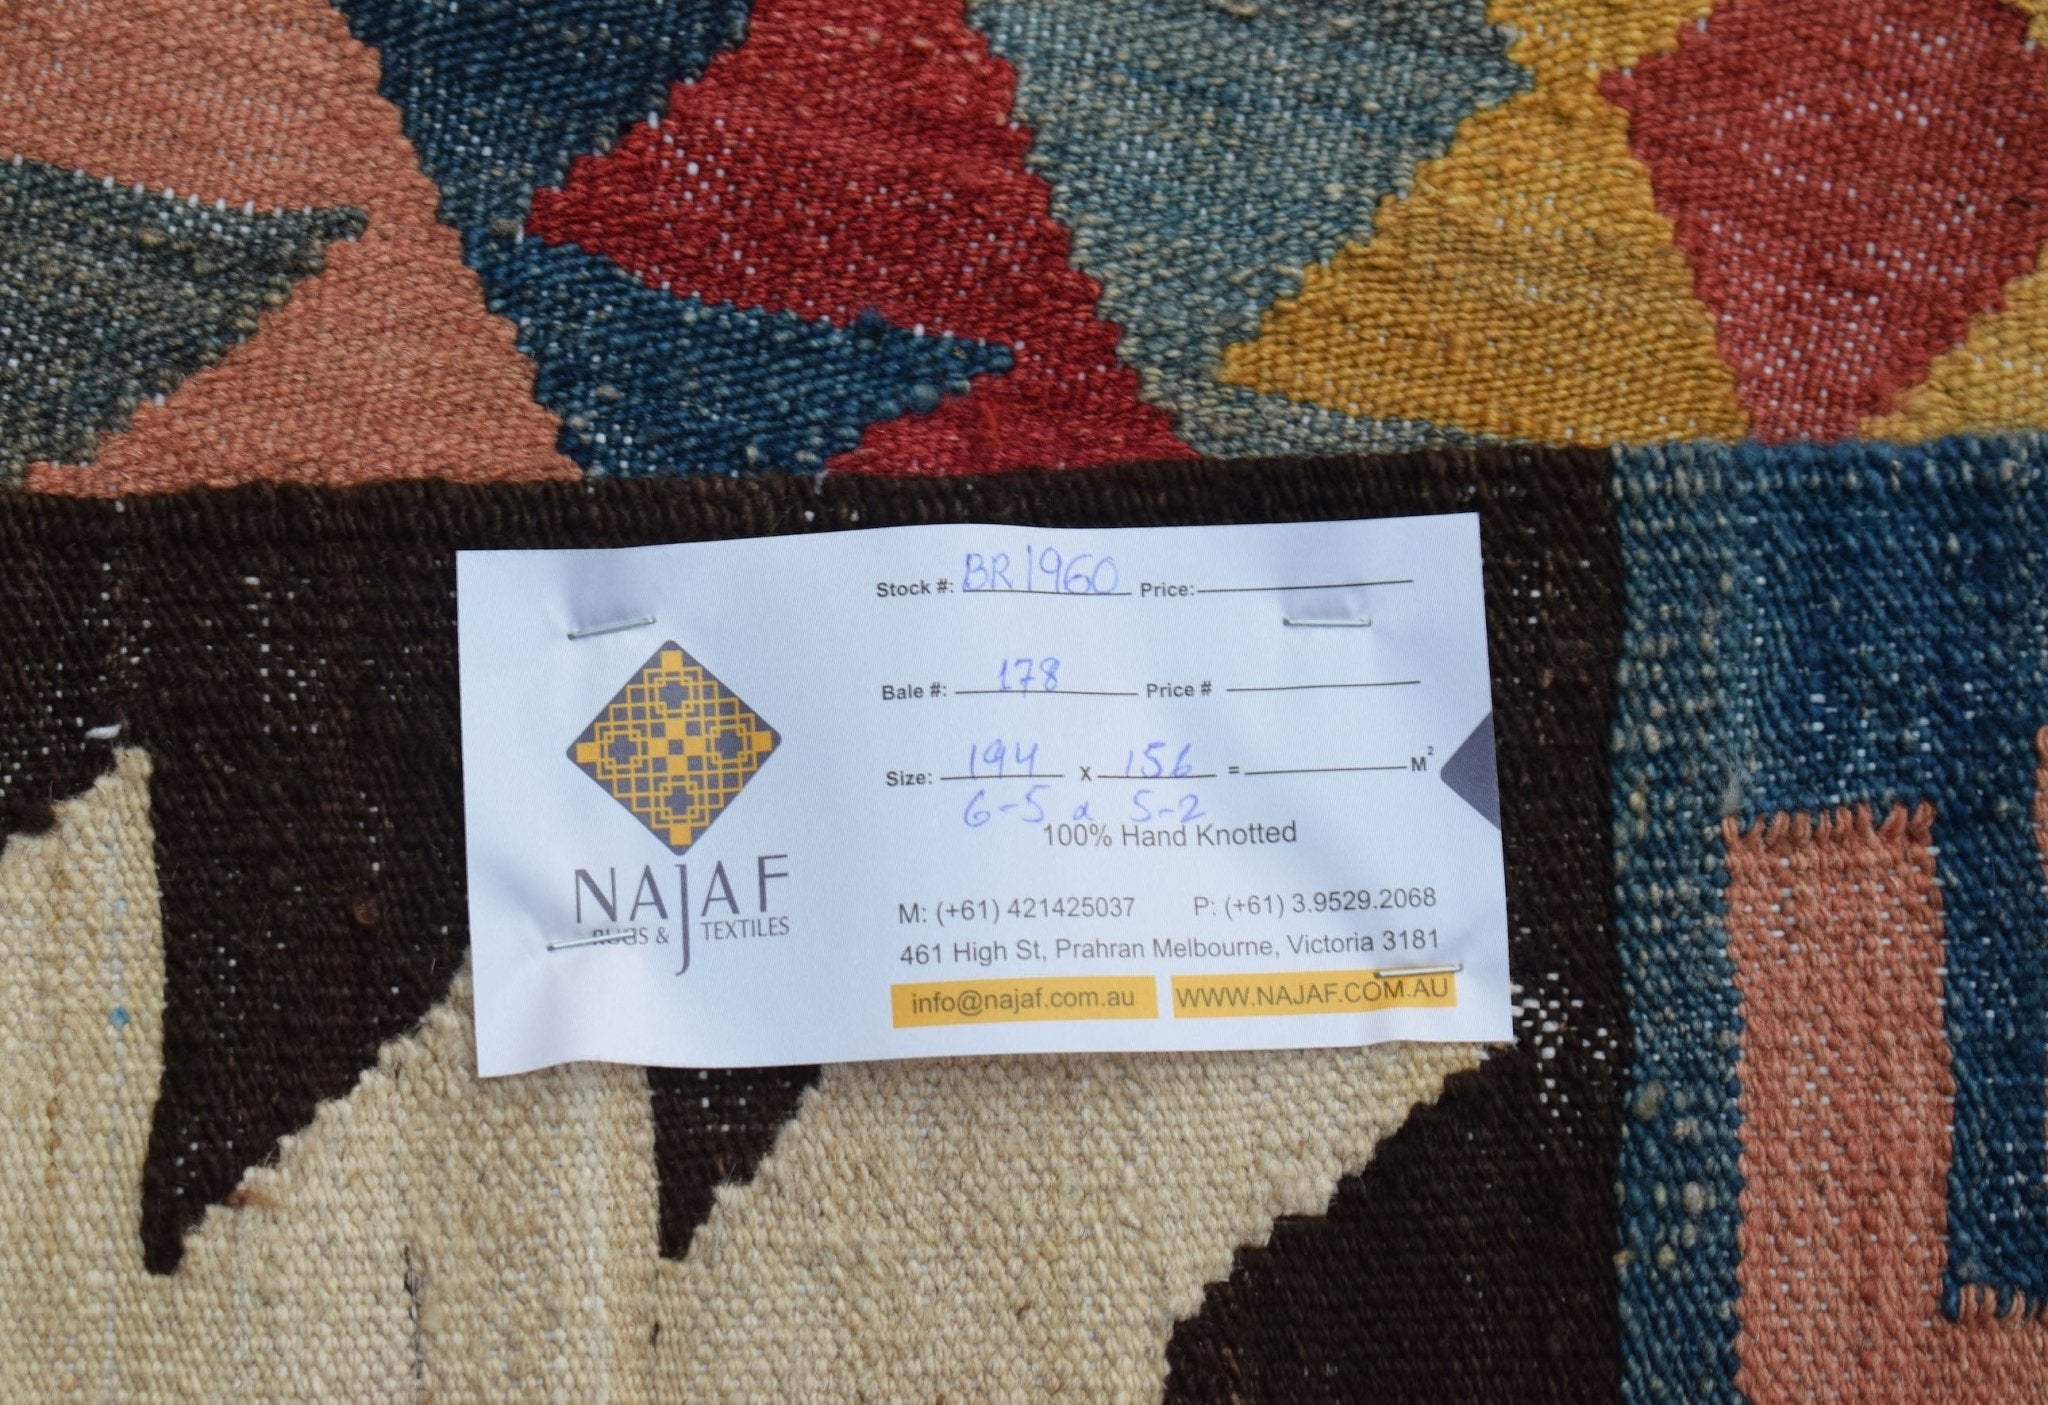 Stock #: BR1960 Price:
Bale #: 178 Price #
Size: 194 x 156 = M²
6-5 a 5-2
100% Hand Knotted
NAJAF
RUGS & TEXTILES
M: (+61) 421425037 P: (+61) 3.9529.2068
461 High St, Prahran Melbourne, Victoria 3181
info@najaf.com.au WWW.NAJAF.COM.AU